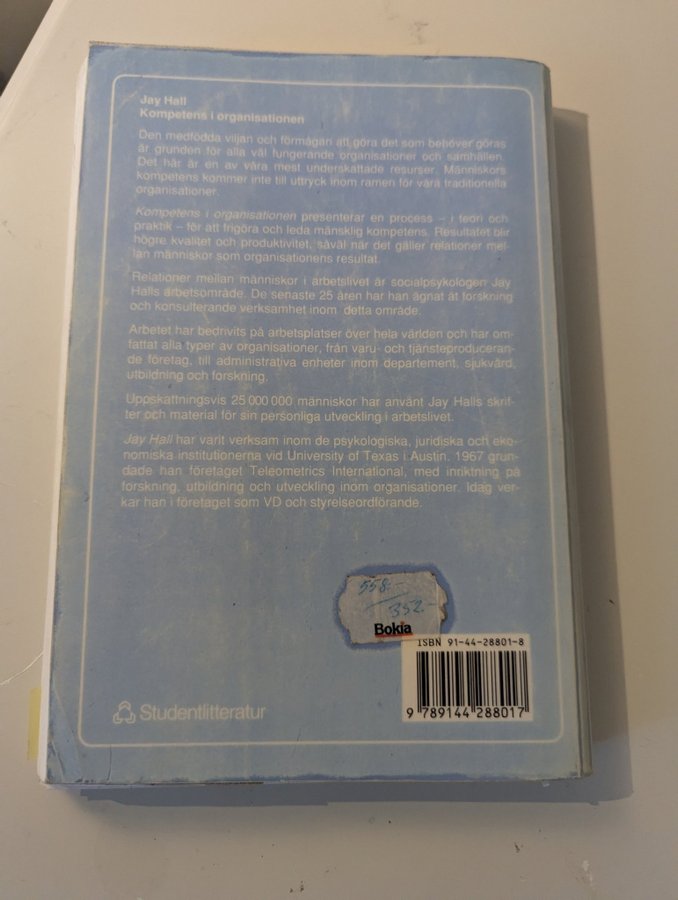 Jay Hall
Kompetens i organisationen
Den medfödda viljan och förmågan att göra det som behöver göras
är grunden för alla väl fungerande organisationer och samhällen.
Det här är en av våra mest underskattade resurser. Människors
kompetens kommer inte till uttryck inom ramen för våra traditionella
organisationer.
Kompetens i organisationen presenterar en process – i teori och
praktik – för att frigöra och leda mänsklig kompetens. Resultatet blir
högre kvalitet och produktivitet, såväl när det gäller relationer mel-
lan människor som organisationens resultat.
Relationer mellan människor i arbetslivet är socialpsykologen Jay
Halls arbetsområde. De senaste 25 åren har han ägnat åt forskning
och konsulterande verksamhet inom detta område.
Arbetet har bedrivits på arbetsplatser över hela världen och har om-
fattat alla typer av organisationer, från varu- och tjänsteproduceran-
de företag, till administrativa enheter inom departement, sjukvård,
utbildning och forskning.
Uppskattningsvis 25 000 000 människor har använt Jay Halls skrif-
ter och material för sin personliga utveckling i arbetslivet.
Jay Hall har varit verksam inom de psykologiska, juridiska och eko-
nomiska institutionerna vid University of Texas i Austin. 1967 grun-
dade han företaget Teleometrics International, med inriktning på
forskning, utbildning och utveckling inom organisationer. Idag ver-
kar han i företaget som VD och styrelseordförande.
558.-
352.-
Bokia
ISBN 91-44-28801-8
9 789144 288017
Studentlitteratur